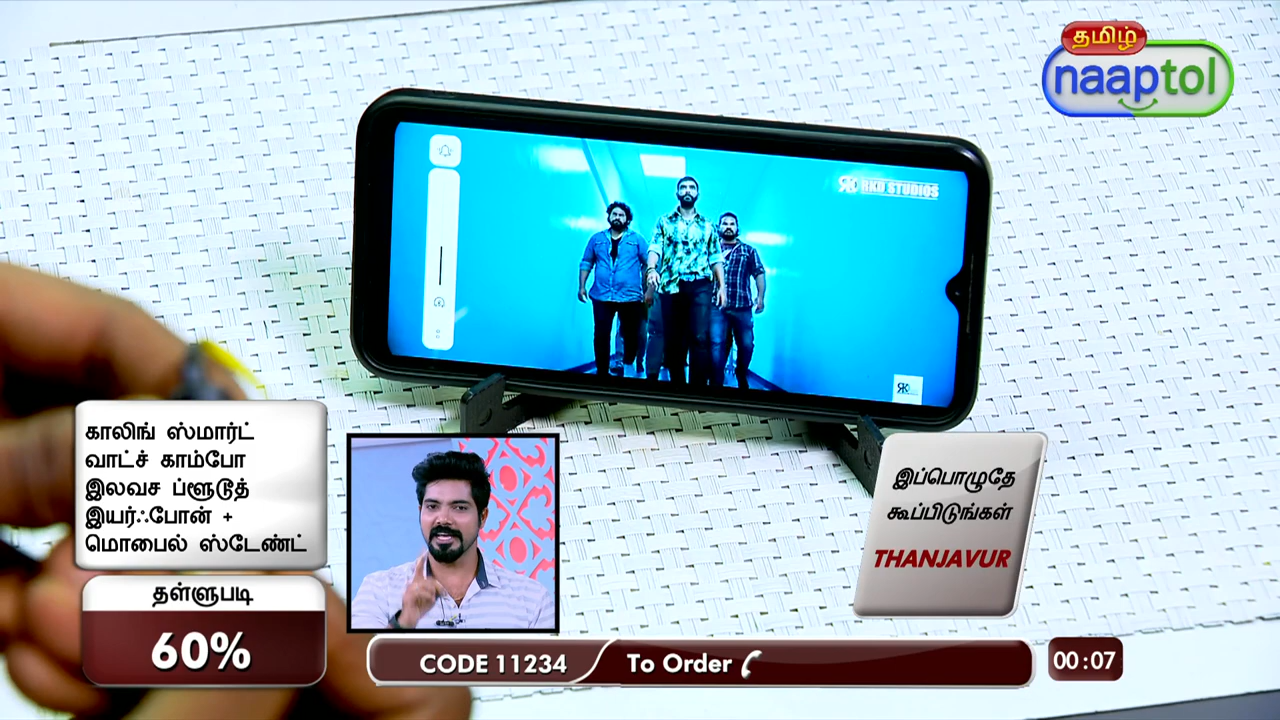 தமிழ்
naaptol
RKD STUDIOS
RK
காலிங் ஸ்மார்ட்
வாட்ச் காம்போ
இலவச ப்ளூடூத்
இயர்ஃபோன் +
மொபைல் ஸ்டேண்ட்
தள்ளுபடி
60%
இப்பொழுதே
கூப்பிடுங்கள்
THANJAVUR
CODE 11234
To Order
00:07